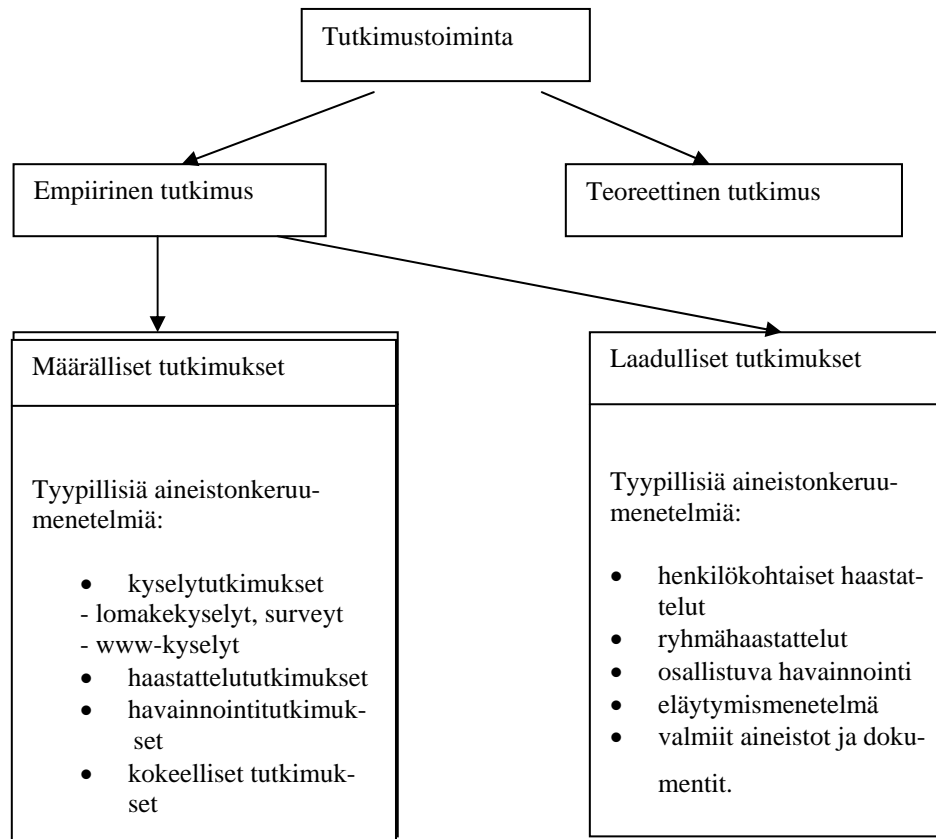 Tutkimustoiminta
Empiirinen tutkimus
Teoreettinen tutkimus
Määrälliset tutkimukset
Tyypillisiä aineistonkeruu-
menetelmiä:
• kyselytutkimukset
- lomakekyselyt, surveyt
- www-kyselyt
• haastattelututkimukset
• havainnointitutkimuk-
set
• kokeelliset tutkimuk-
set
Laadulliset tutkimukset
Tyypillisiä aineistonkeruu-
menetelmiä:
• henkilökohtaiset haastat-
telut
• ryhmähaastattelut
• osallistuva havainnointi
• eläytymismenetelmä
• valmiit aineistot ja doku-
mentit.